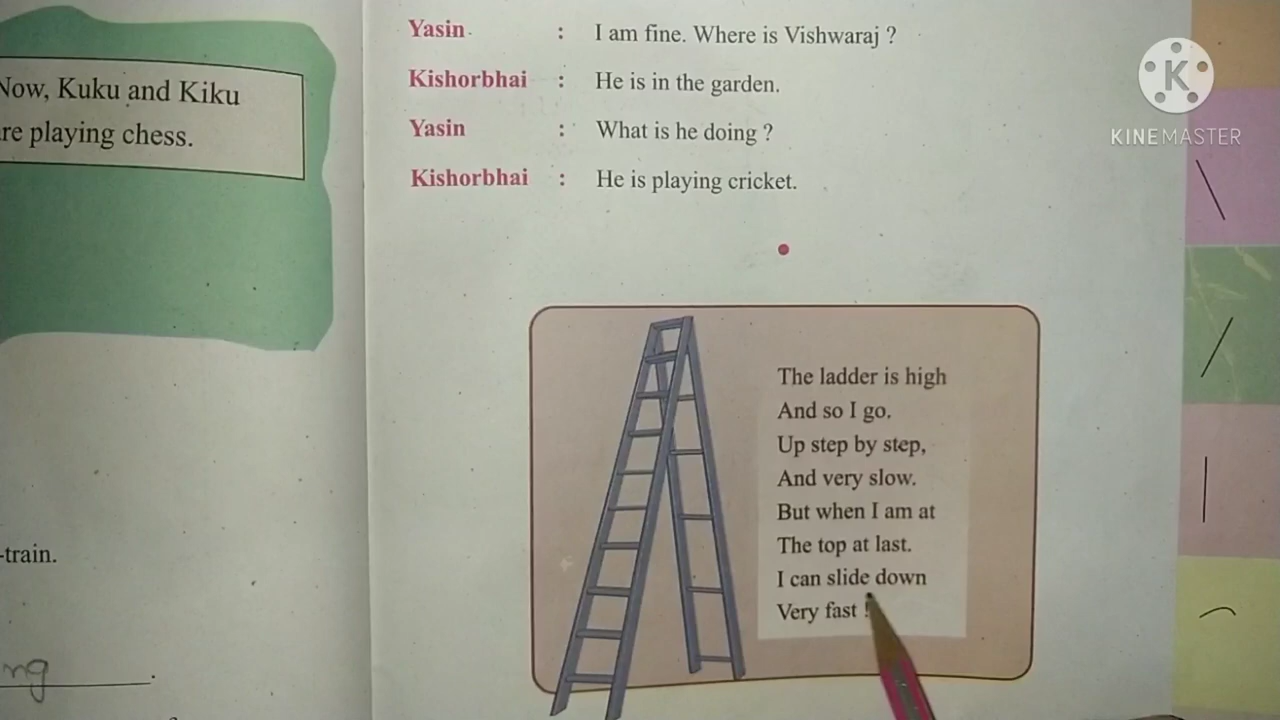 Now, Kuku and Kiku
are playing chess.
-train.
ng .
Yasin : I am fine. Where is Vishwaraj ?
Kishorbhai : He is in the garden.
Yasin : What is he doing ?
Kishorbhai : He is playing cricket.
The ladder is high
And so I go.
Up step by step,
And very slow.
But when I am at
The top at last.
I can slide down
Very fast !
KINEMASTER